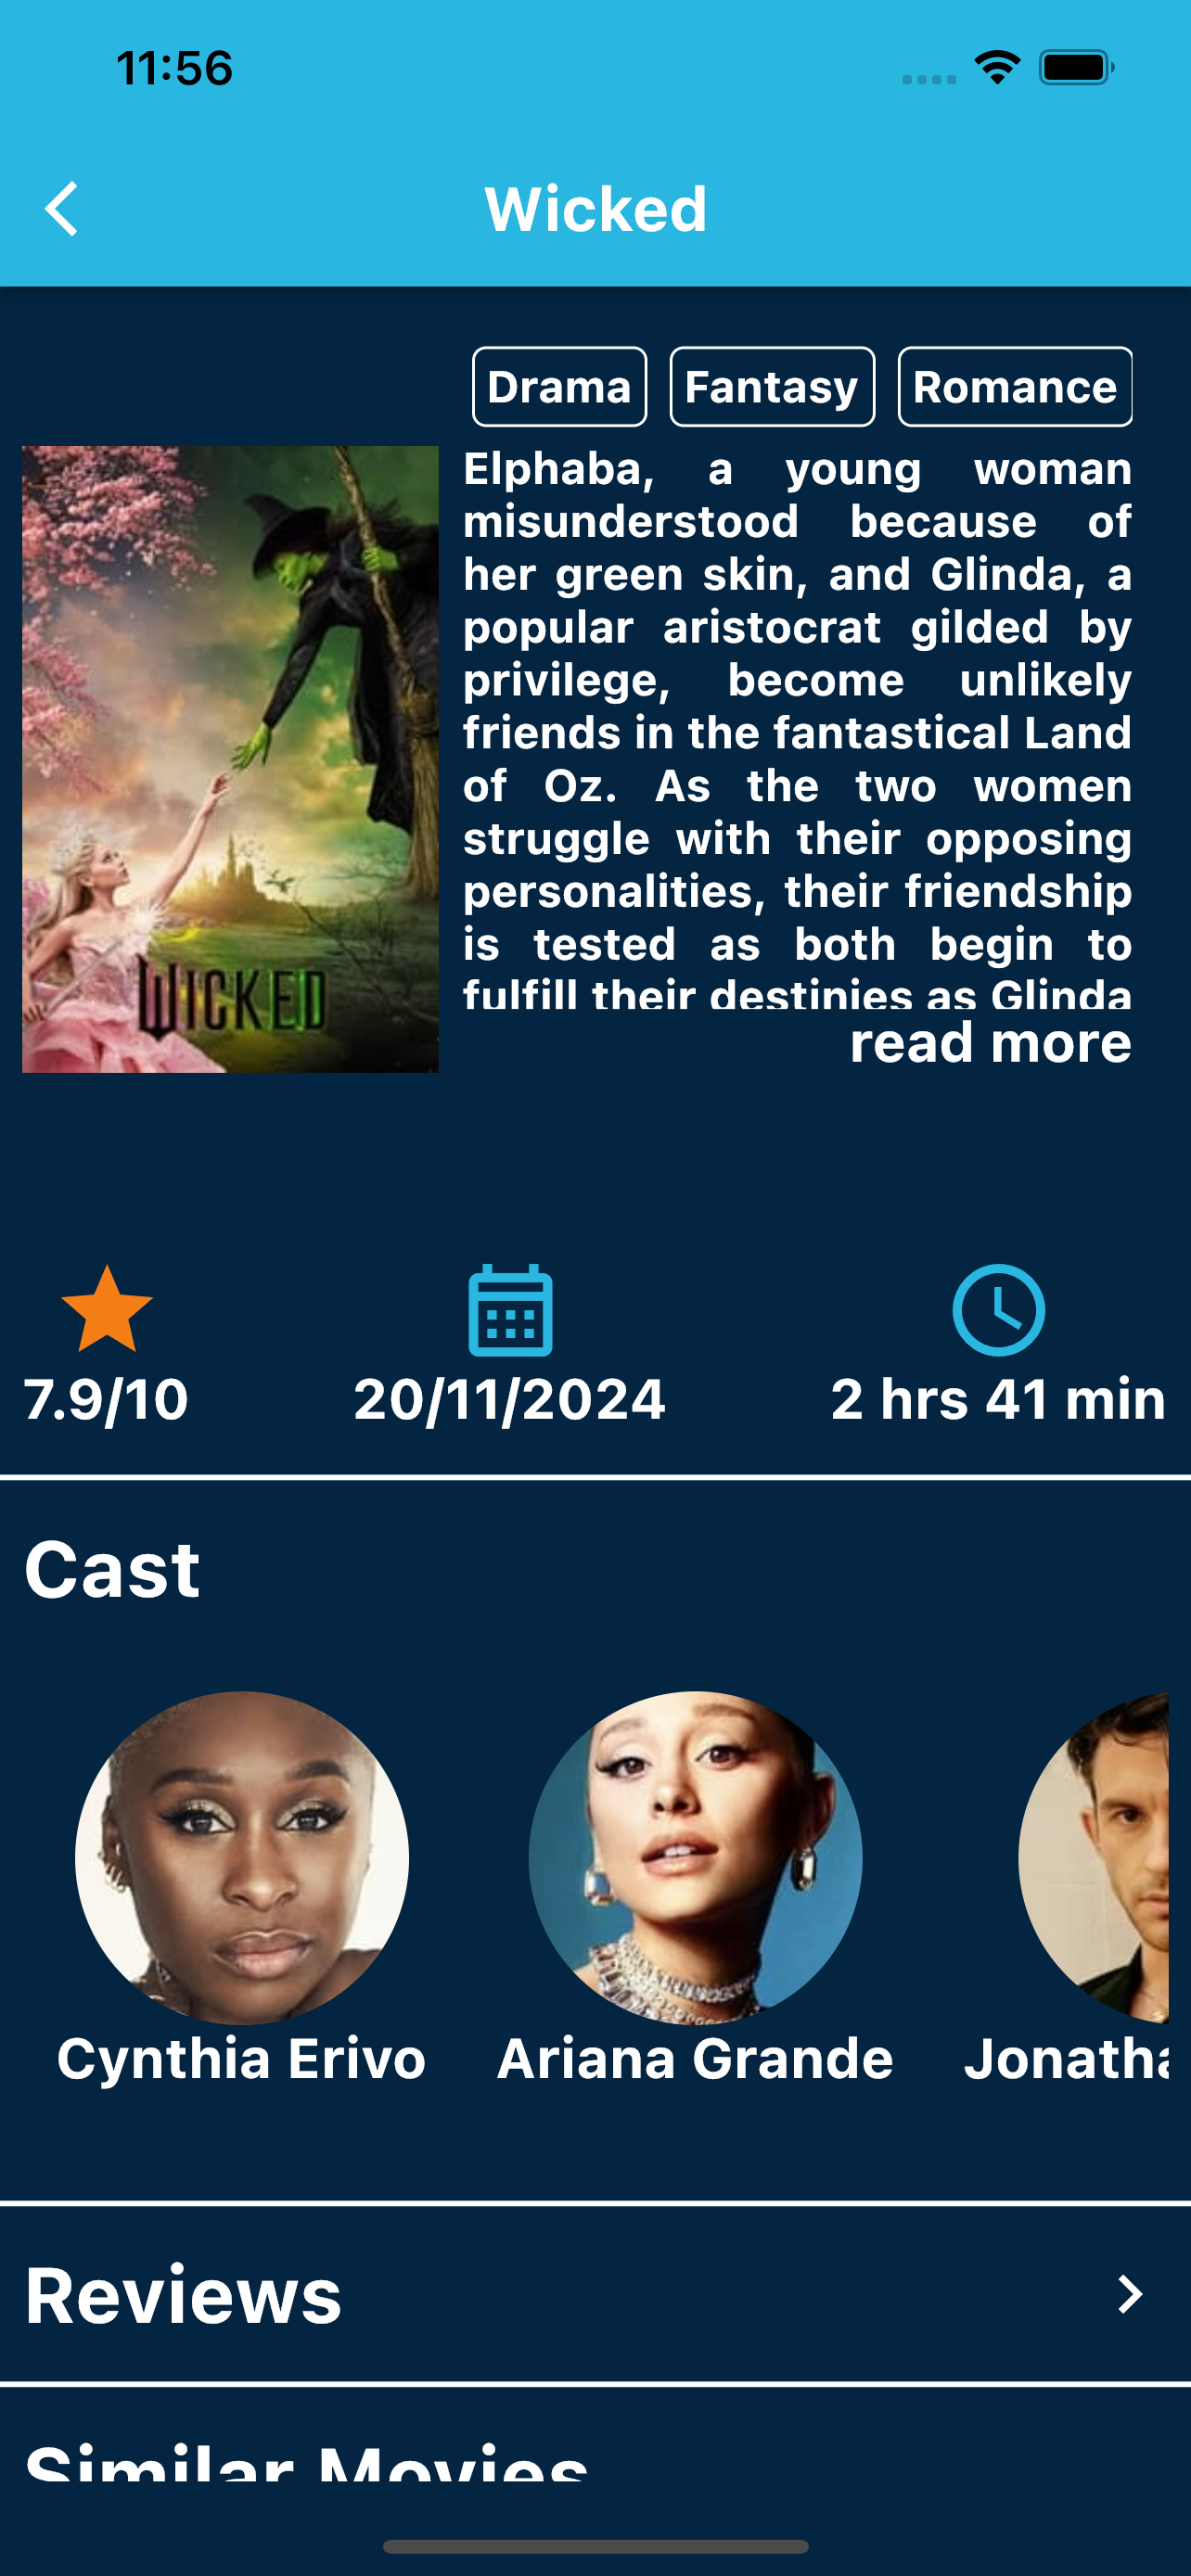 11:56
Wicked
Drama Fantasy Romance
Elphaba, a young woman
misunderstood because of
her green skin, and Glinda, a
popular aristocrat gilded by
privilege, become unlikely
friends in the fantastical Land
of Oz. As the two women
struggle with their opposing
personalities, their friendship
is tested as both begin to
fulfill their destinies as Glinda
read more
WICKED
7.9/10 20/11/2024 2 hrs 41 min
Cast
Cynthia Erivo Ariana Grande Jonatha
Reviews
Similar Movies